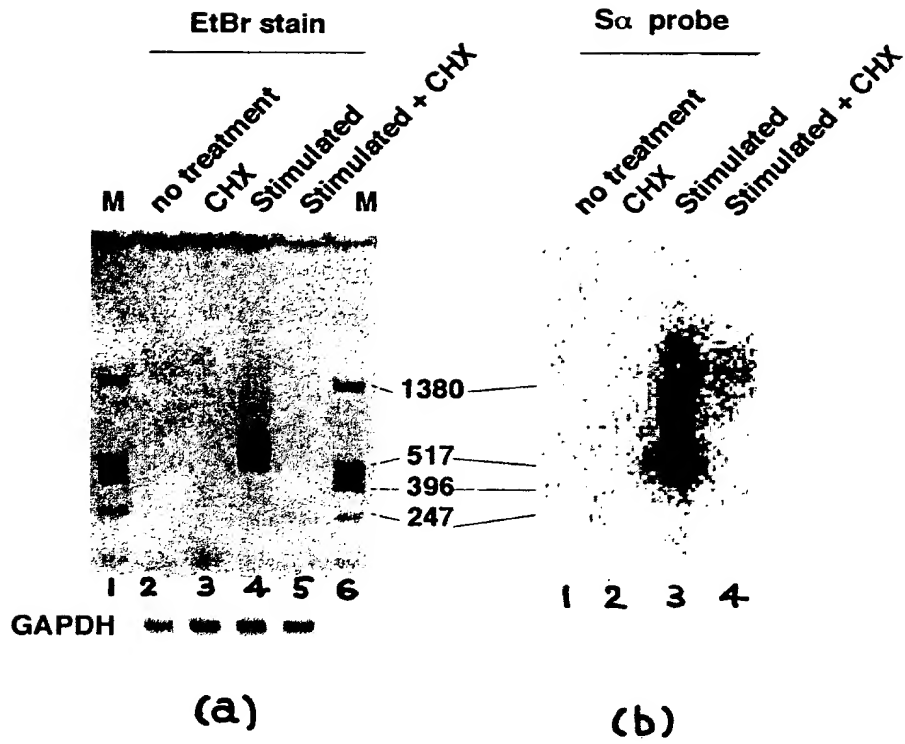 EtBr stain
Sα probe
M
no treatment
CHX
Stimulated
Stimulated + CHX
M
no treatment
CHX
Stimulated
Stimulated + CHX
1380
517
396
247
1 2 3 4 5 6
1 2 3 4
GAPDH
(a)
(b)